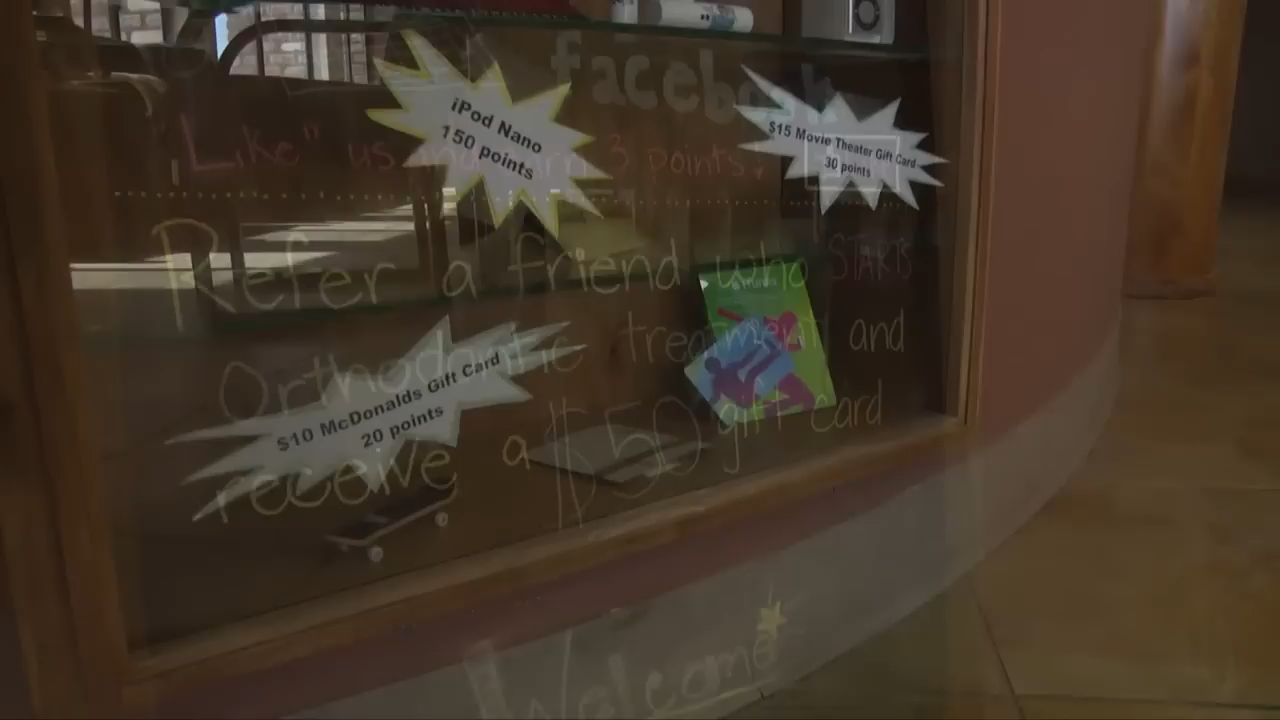 facebook
iPod Nano
150 points
$15 Movie Theater Gift Card
30 points
"Like" us and earn 3 points!
Refer a friend who STARTS
Orthodontic treatment and
$10 McDonalds Gift Card
20 points
receive a $50 gift card
Welcome